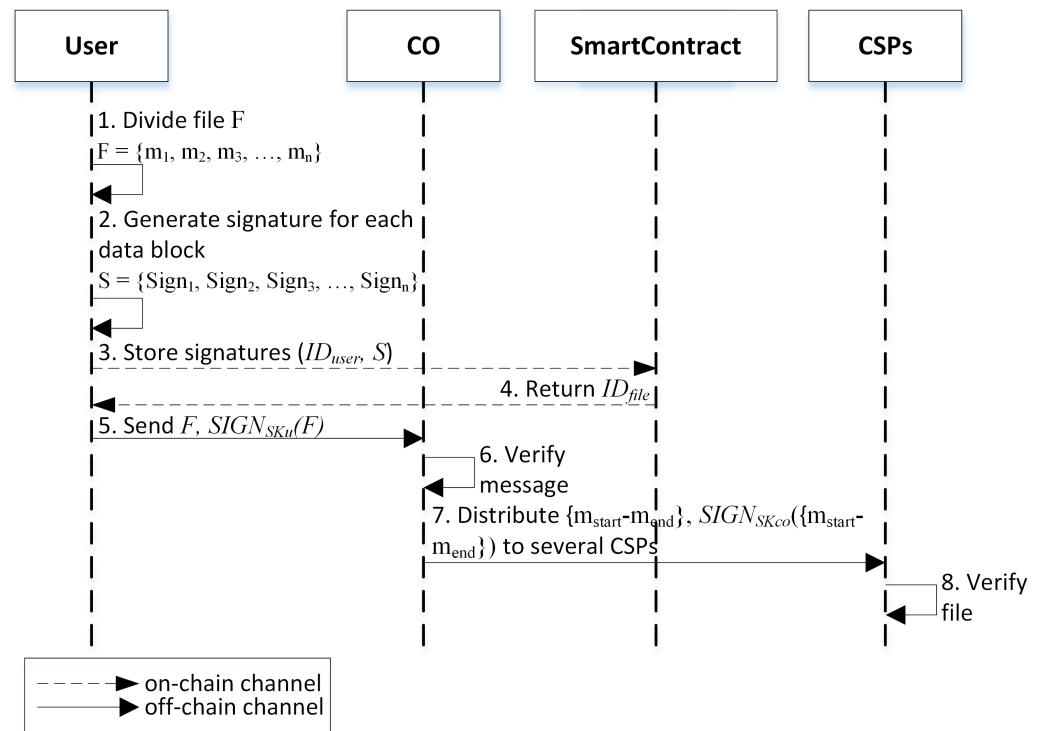 User CO SmartContract CSPs
1. Divide file F
F = {m1, m2, m3, …, mn}
2. Generate signature for each
data block
S = {Sign1, Sign2, Sign3, …, Signn}
3. Store signatures (IDuser, S)
4. Return IDfile
5. Send F, SIGNSKu(F)
6. Verify
message
7. Distribute {mstart-mend}, SIGNSKco({mstart-
mend}) to several CSPs
8. Verify
file
on-chain channel
off-chain channel